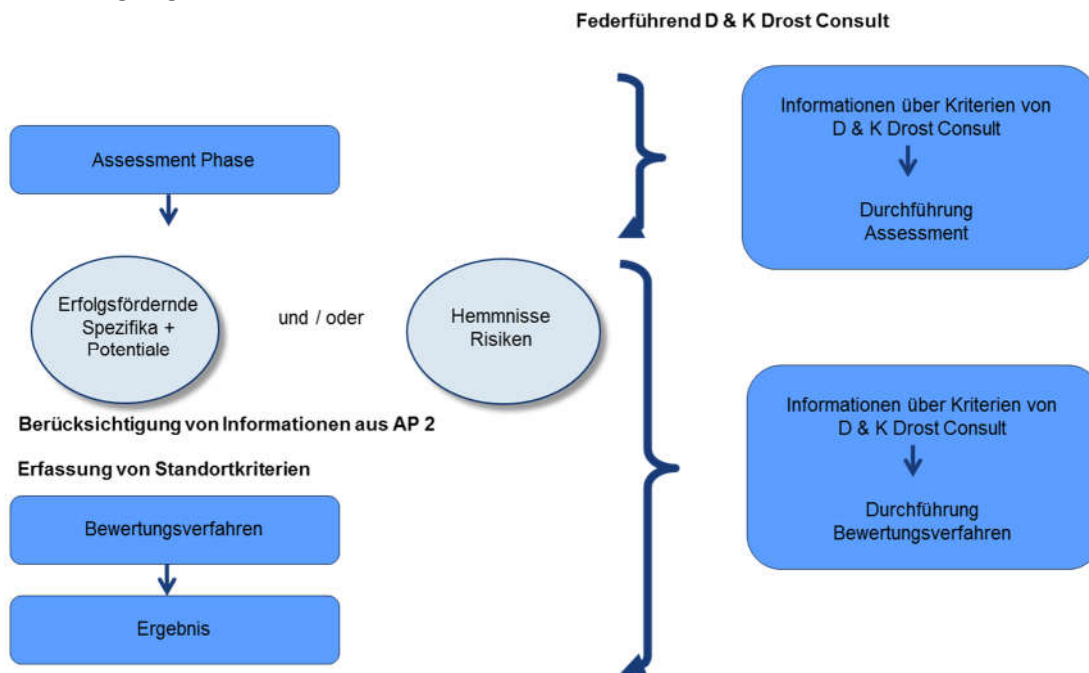 Federführend D & K Drost Consult
Assessment Phase
Erfolgsfördernde
Spezifika +
Potentiale
und / oder
Hemmnisse
Risiken
Berücksichtigung von Informationen aus AP 2
Erfassung von Standortkriterien
Bewertungsverfahren
Ergebnis
Informationen über Kriterien von
D & K Drost Consult
Durchführung
Assessment
Informationen über Kriterien von
D & K Drost Consult
Durchführung
Bewertungsverfahren